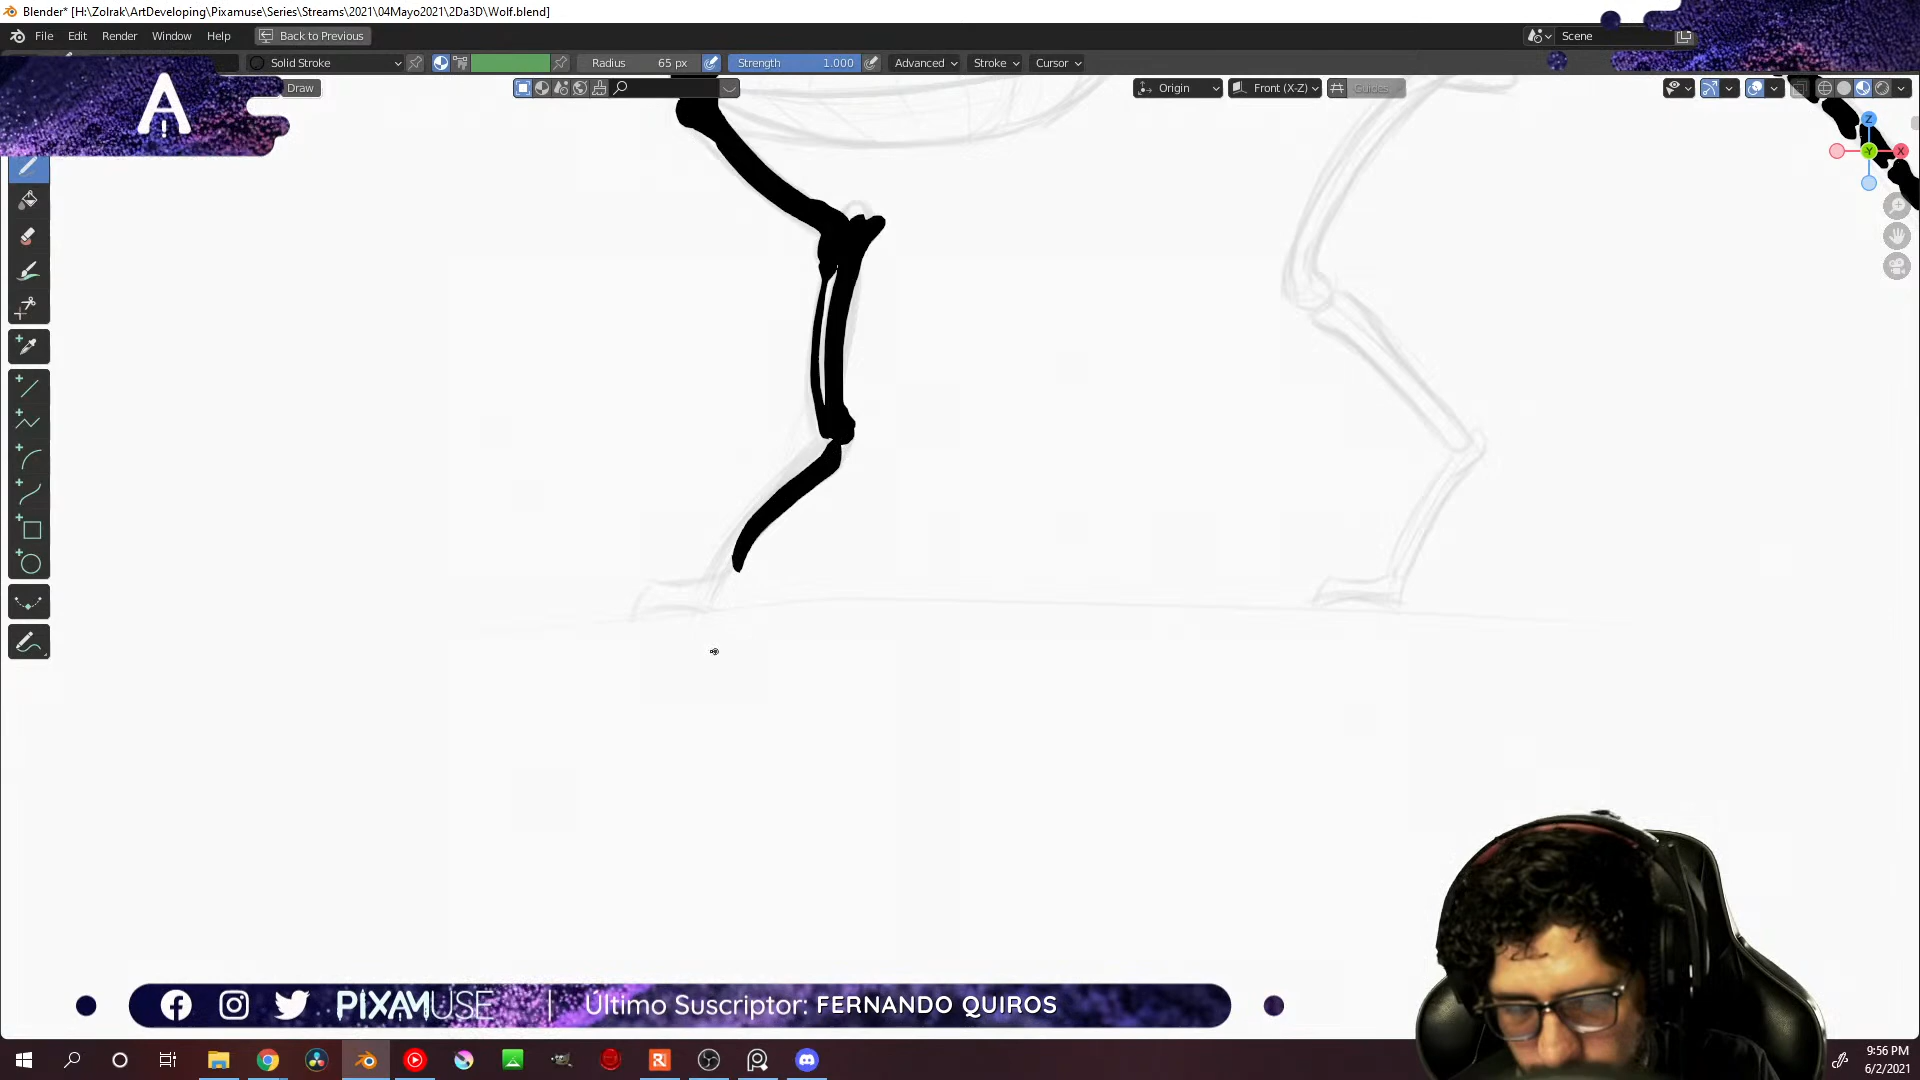 Blender* [H:\Zolrak\ArtDeveloping\Pixamuse\Series\Streams\2021\04Mayo2021\2Da3D\Wolf.blend]
File Edit Render Window Help Back to Previous Scene
Solid Stroke Radius 65 px Strength 1.000 Advanced Stroke Cursor
Draw Origin Front (X-Z) Guides
Z
Y
X
PIXAMUSE | Último Suscriptor: FERNANDO QUIROS
9:56 PM
6/2/2021